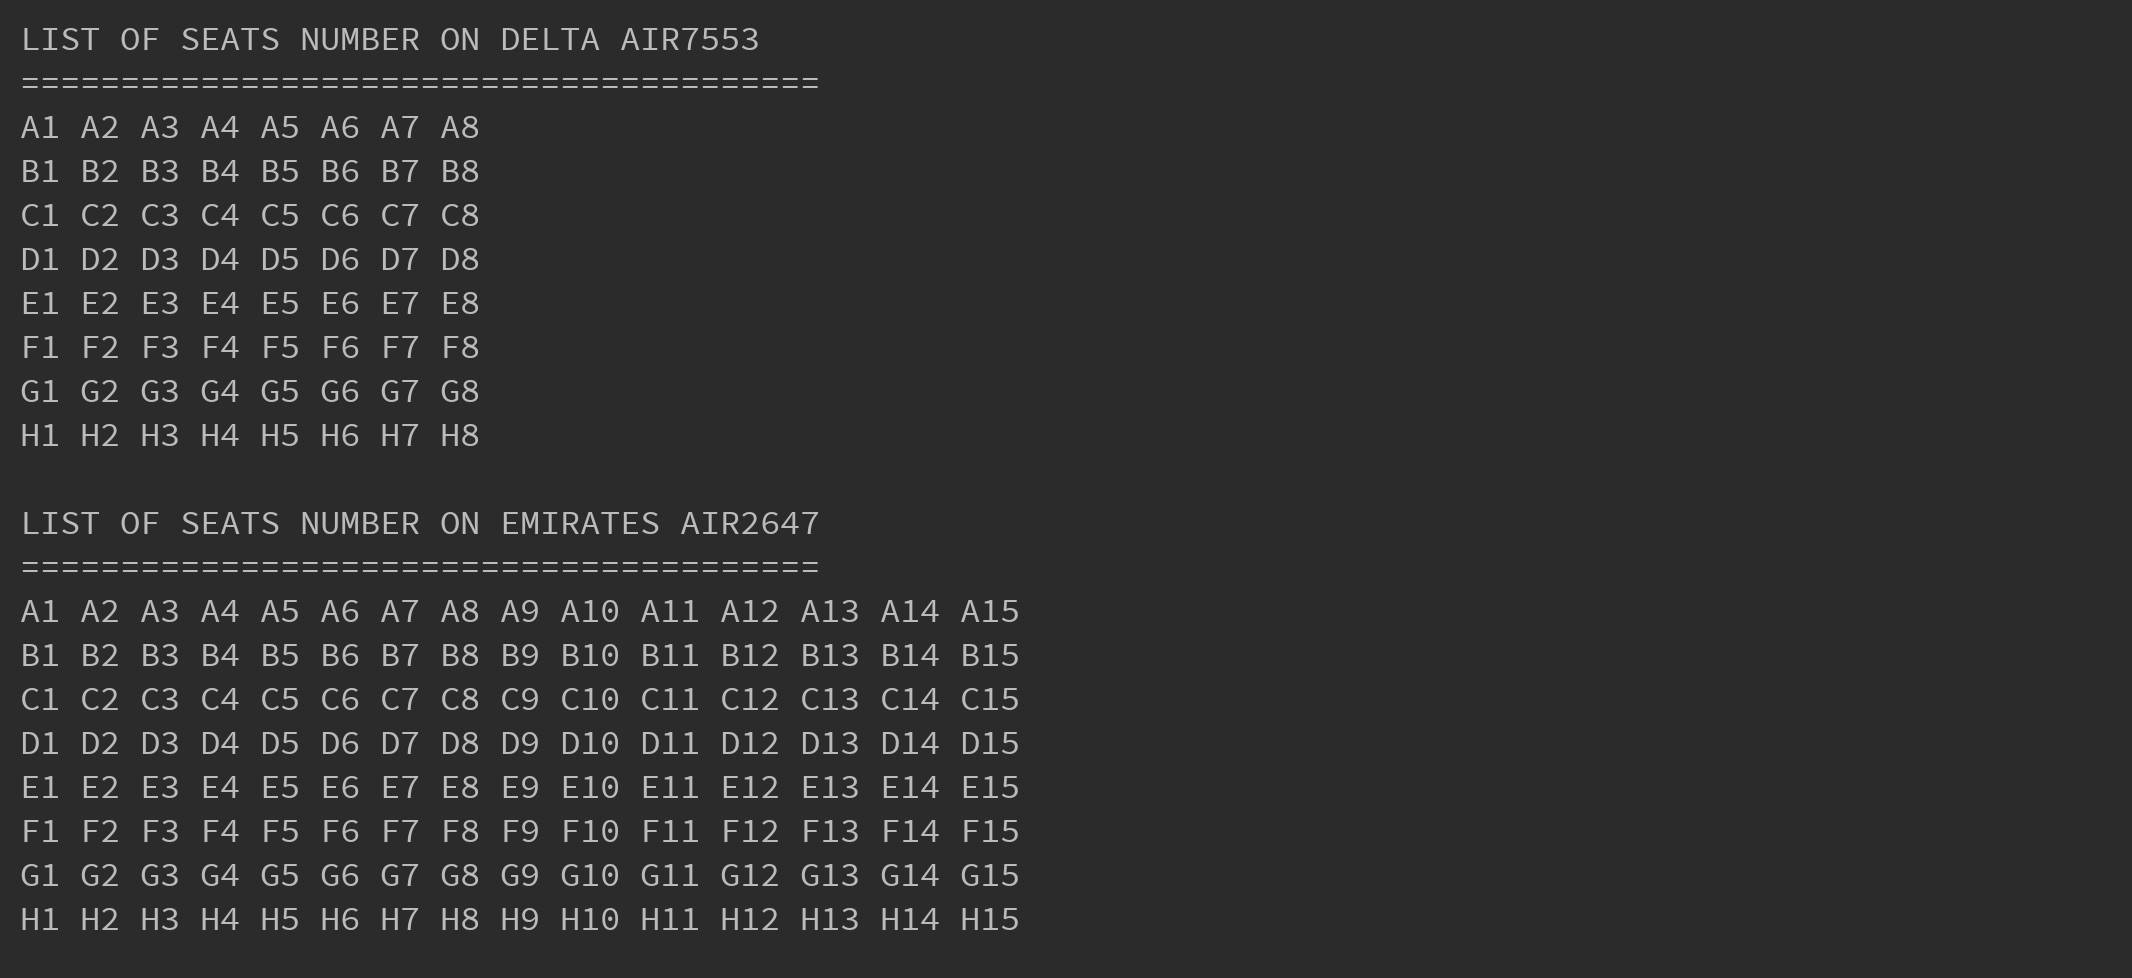 LIST OF SEATS NUMBER ON DELTA AIR7553
========================================
A1 A2 A3 A4 A5 A6 A7 A8
B1 B2 B3 B4 B5 B6 B7 B8
C1 C2 C3 C4 C5 C6 C7 C8
D1 D2 D3 D4 D5 D6 D7 D8
E1 E2 E3 E4 E5 E6 E7 E8
F1 F2 F3 F4 F5 F6 F7 F8
G1 G2 G3 G4 G5 G6 G7 G8
H1 H2 H3 H4 H5 H6 H7 H8
LIST OF SEATS NUMBER ON EMIRATES AIR2647
========================================
A1 A2 A3 A4 A5 A6 A7 A8 A9 A10 A11 A12 A13 A14 A15
B1 B2 B3 B4 B5 B6 B7 B8 B9 B10 B11 B12 B13 B14 B15
C1 C2 C3 C4 C5 C6 C7 C8 C9 C10 C11 C12 C13 C14 C15
D1 D2 D3 D4 D5 D6 D7 D8 D9 D10 D11 D12 D13 D14 D15
E1 E2 E3 E4 E5 E6 E7 E8 E9 E10 E11 E12 E13 E14 E15
F1 F2 F3 F4 F5 F6 F7 F8 F9 F10 F11 F12 F13 F14 F15
G1 G2 G3 G4 G5 G6 G7 G8 G9 G10 G11 G12 G13 G14 G15
H1 H2 H3 H4 H5 H6 H7 H8 H9 H10 H11 H12 H13 H14 H15